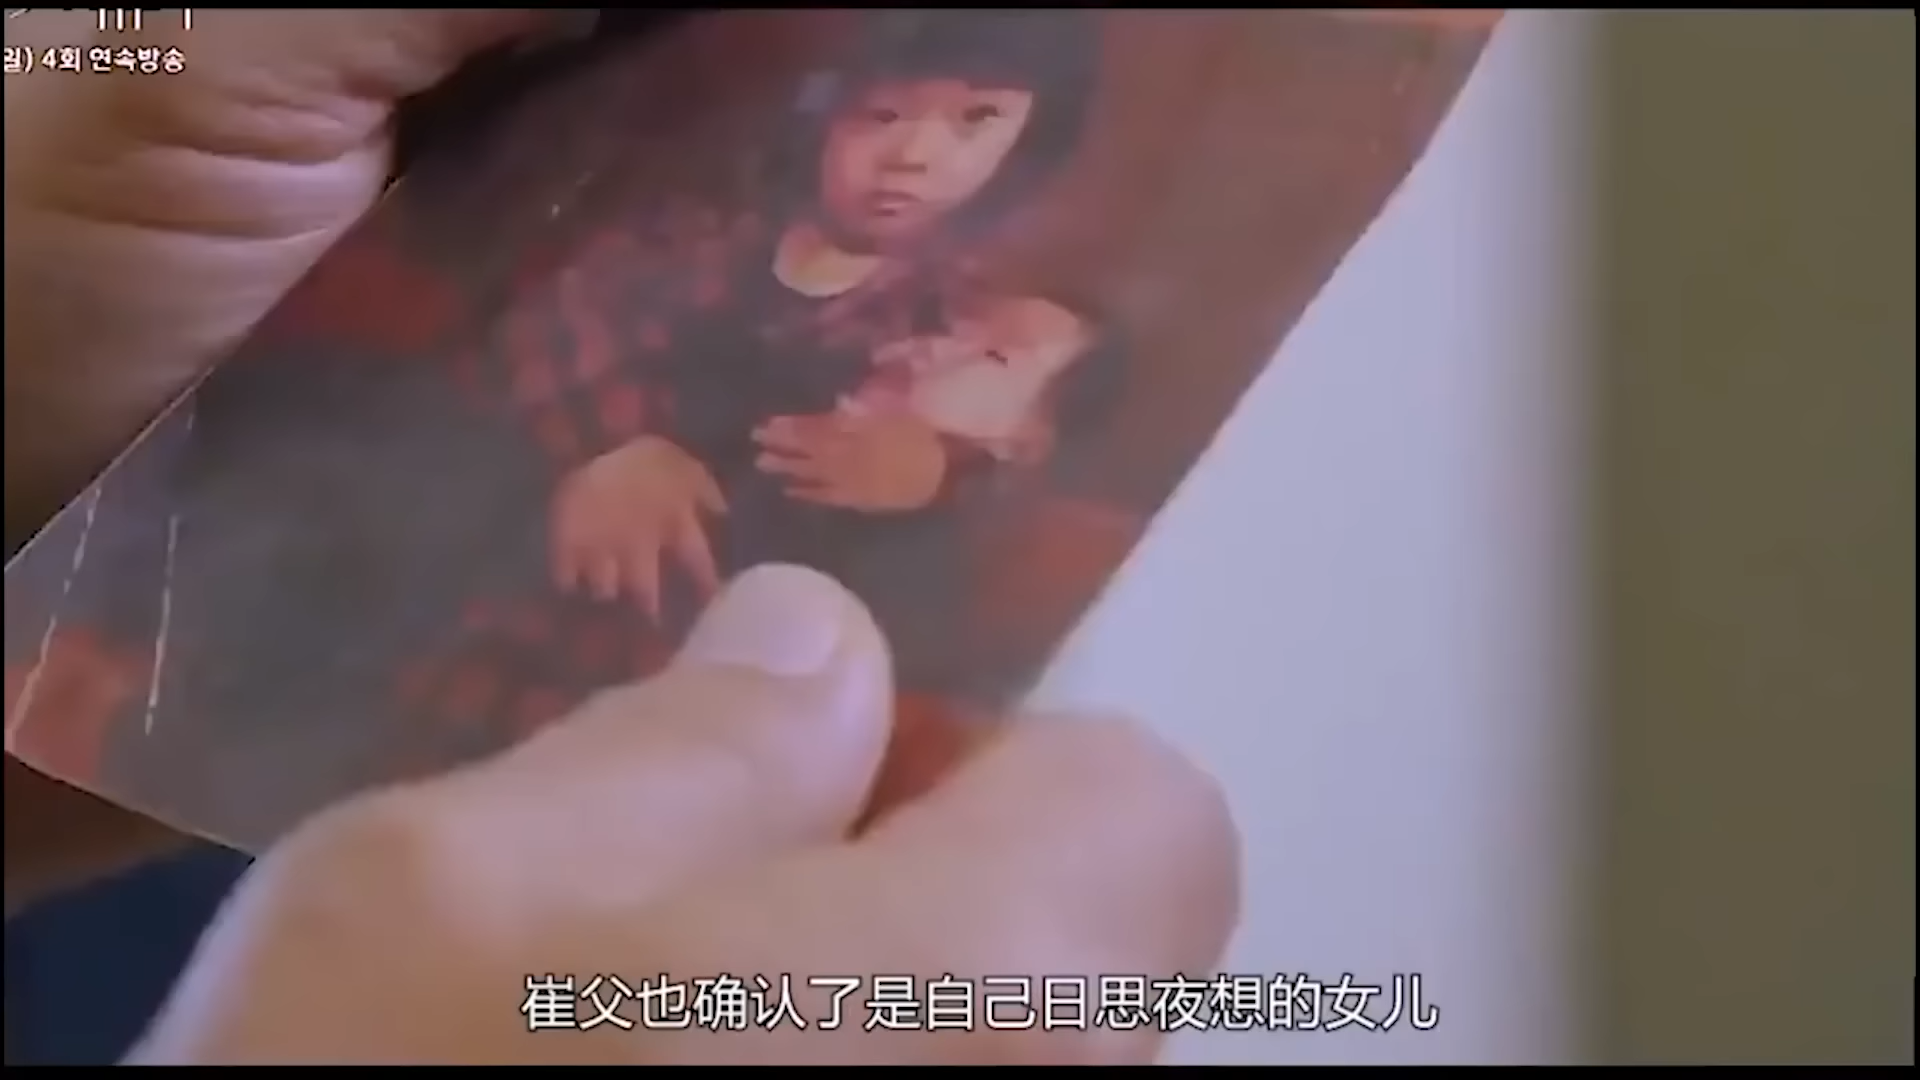 일) 4회 연속방송
崔父也确认了是自己日思夜想的女儿